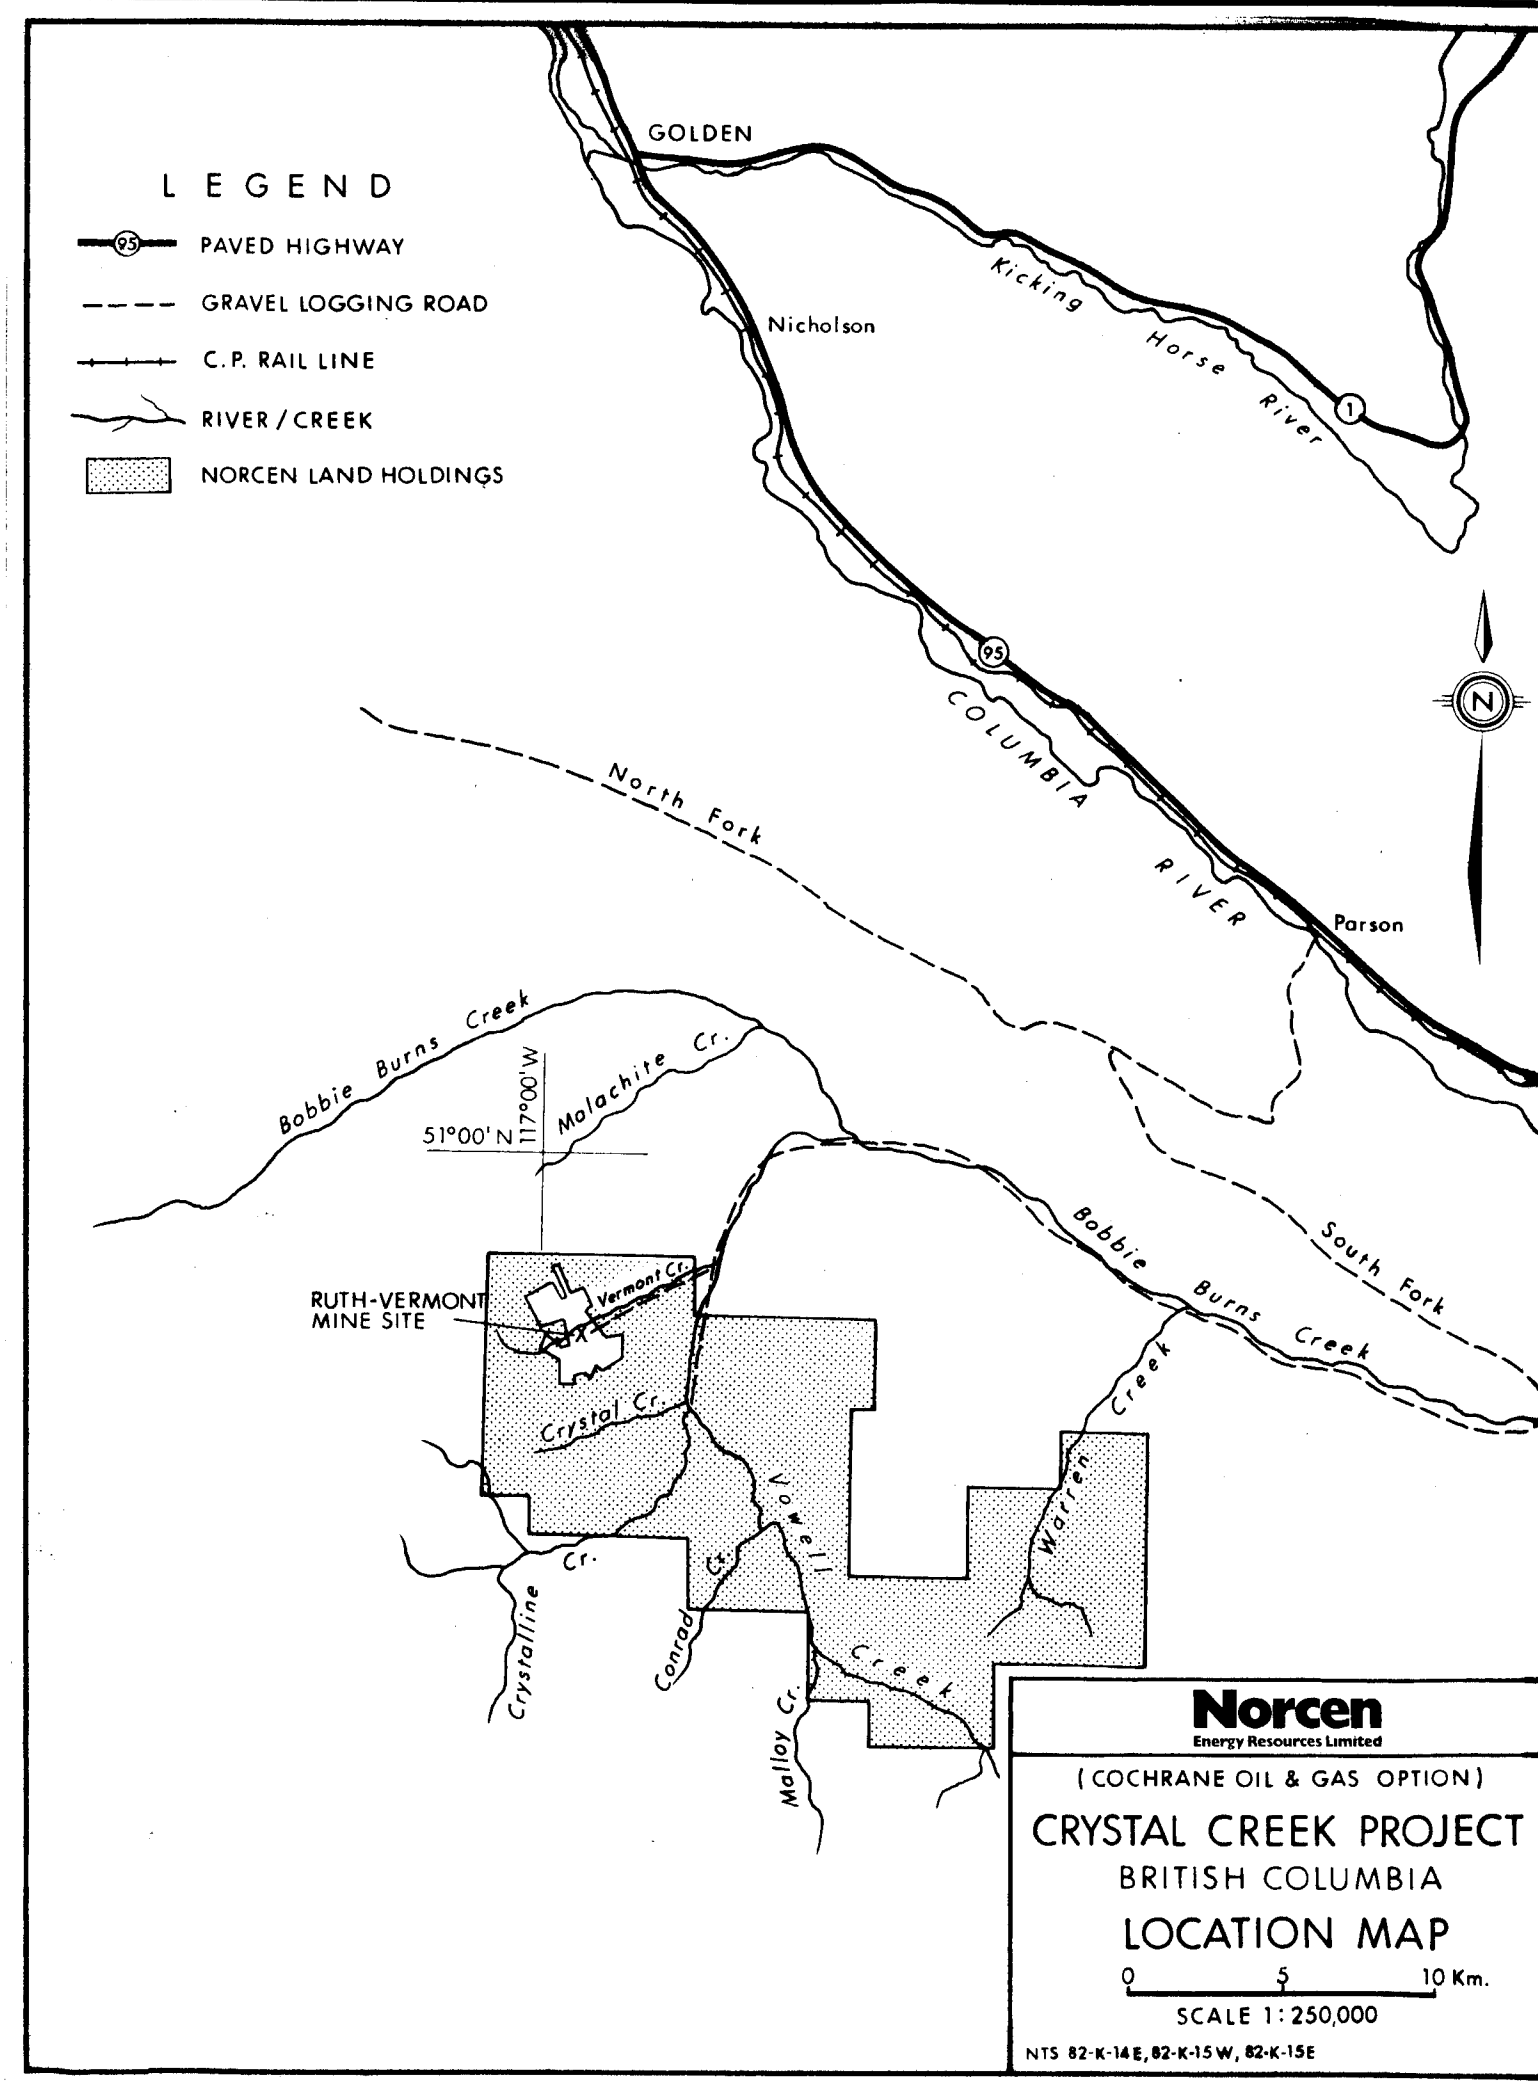 GOLDEN
L E G E N D
95 PAVED HIGHWAY
GRAVEL LOGGING ROAD
C.P. RAIL LINE
RIVER / CREEK
NORCEN LAND HOLDINGS
Kicking Horse River
Nicholson
1
95
COLUMBIA RIVER
N
North Fork
Parson
Bobbie Burns Creek
Malachite Cr.
117°00' W
51°00' N
Bobbie Burns Creek
South Fork
RUTH-VERMONT
MINE SITE
Vermont Cr.
X
Crystal Cr.
Vowell Creek
Warren Creek
Crystalline Cr.
Conrad Cr.
Malloy Cr.
Norcen
Energy Resources Limited
(COCHRANE OIL & GAS OPTION)
CRYSTAL CREEK PROJECT
BRITISH COLUMBIA
LOCATION MAP
0 5 10 Km.
SCALE 1:250,000
NTS 82-K-14E, 82-K-15W, 82-K-15E